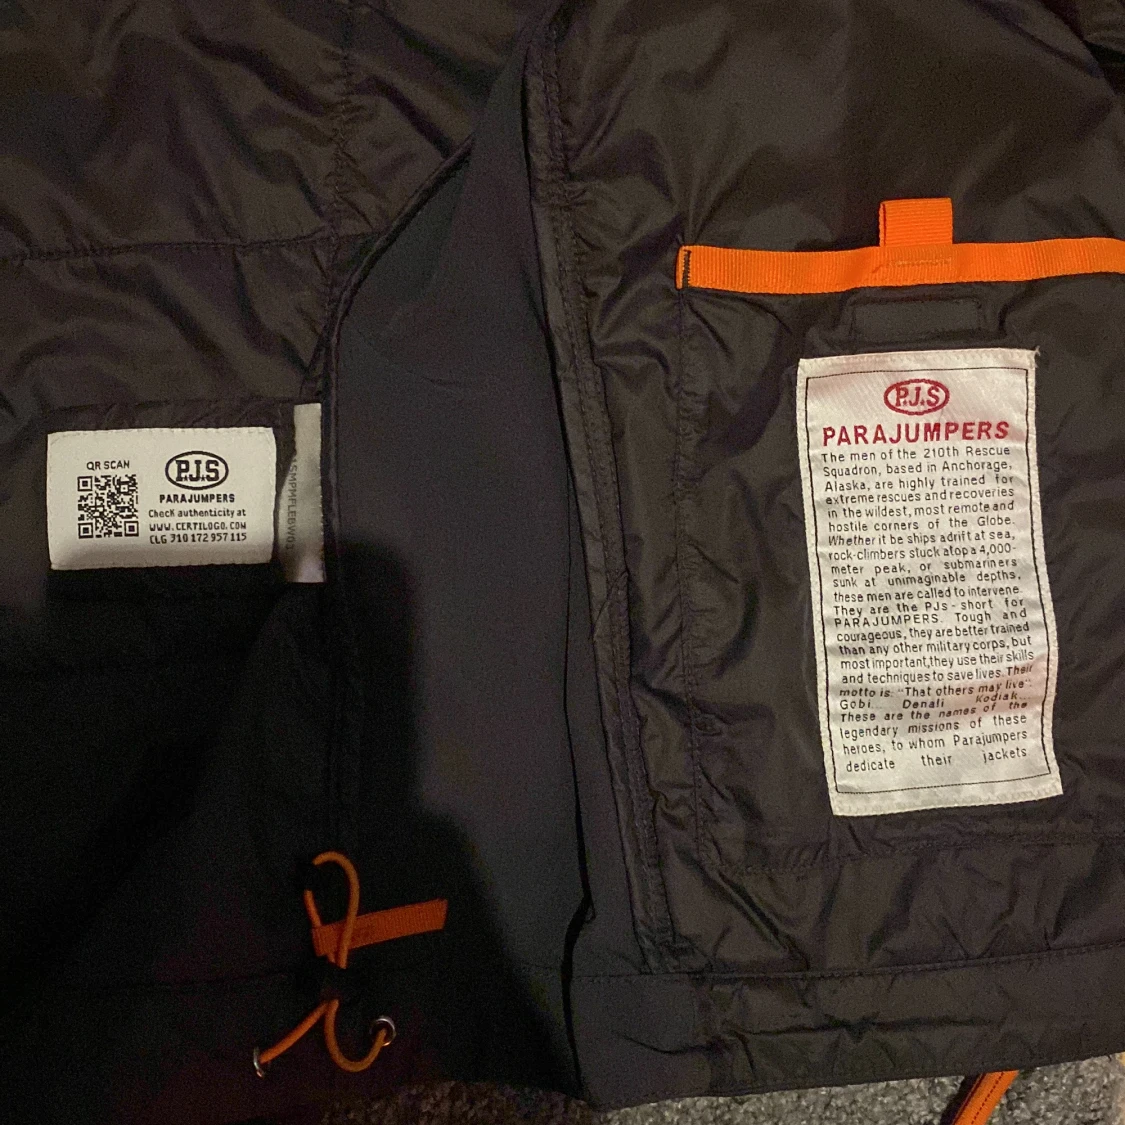 QR SCAN
P.J.S
PARAJUMPERS
Check authenticity at
WWW.CERTILOGO.COM
CLG 310 172 957 115
P.J.S
PARAJUMPERS
The men of the 210th Rescue
Squadron, based in Anchorage,
Alaska, are highly trained for
extreme rescues and recoveries
in the wildest, most remote and
hostile corners of the Globe.
Whether it be ships adrift at sea,
rock-climbers stuck atop a 4,000-
meter peak, or submariners
sunk at unimaginable depths,
these men are called to intervene.
They are the PJs - short for
PARAJUMPERS. Tough and
courageous, they are better trained
than any other military corps, but
most important,they use their skills
and techniques to save lives. Their
motto is: "That others may live".
Gobi... Denali... Kodiak...
These are the names of the
legendary missions of these
heroes, to whom Parajumpers
dedicate their jackets